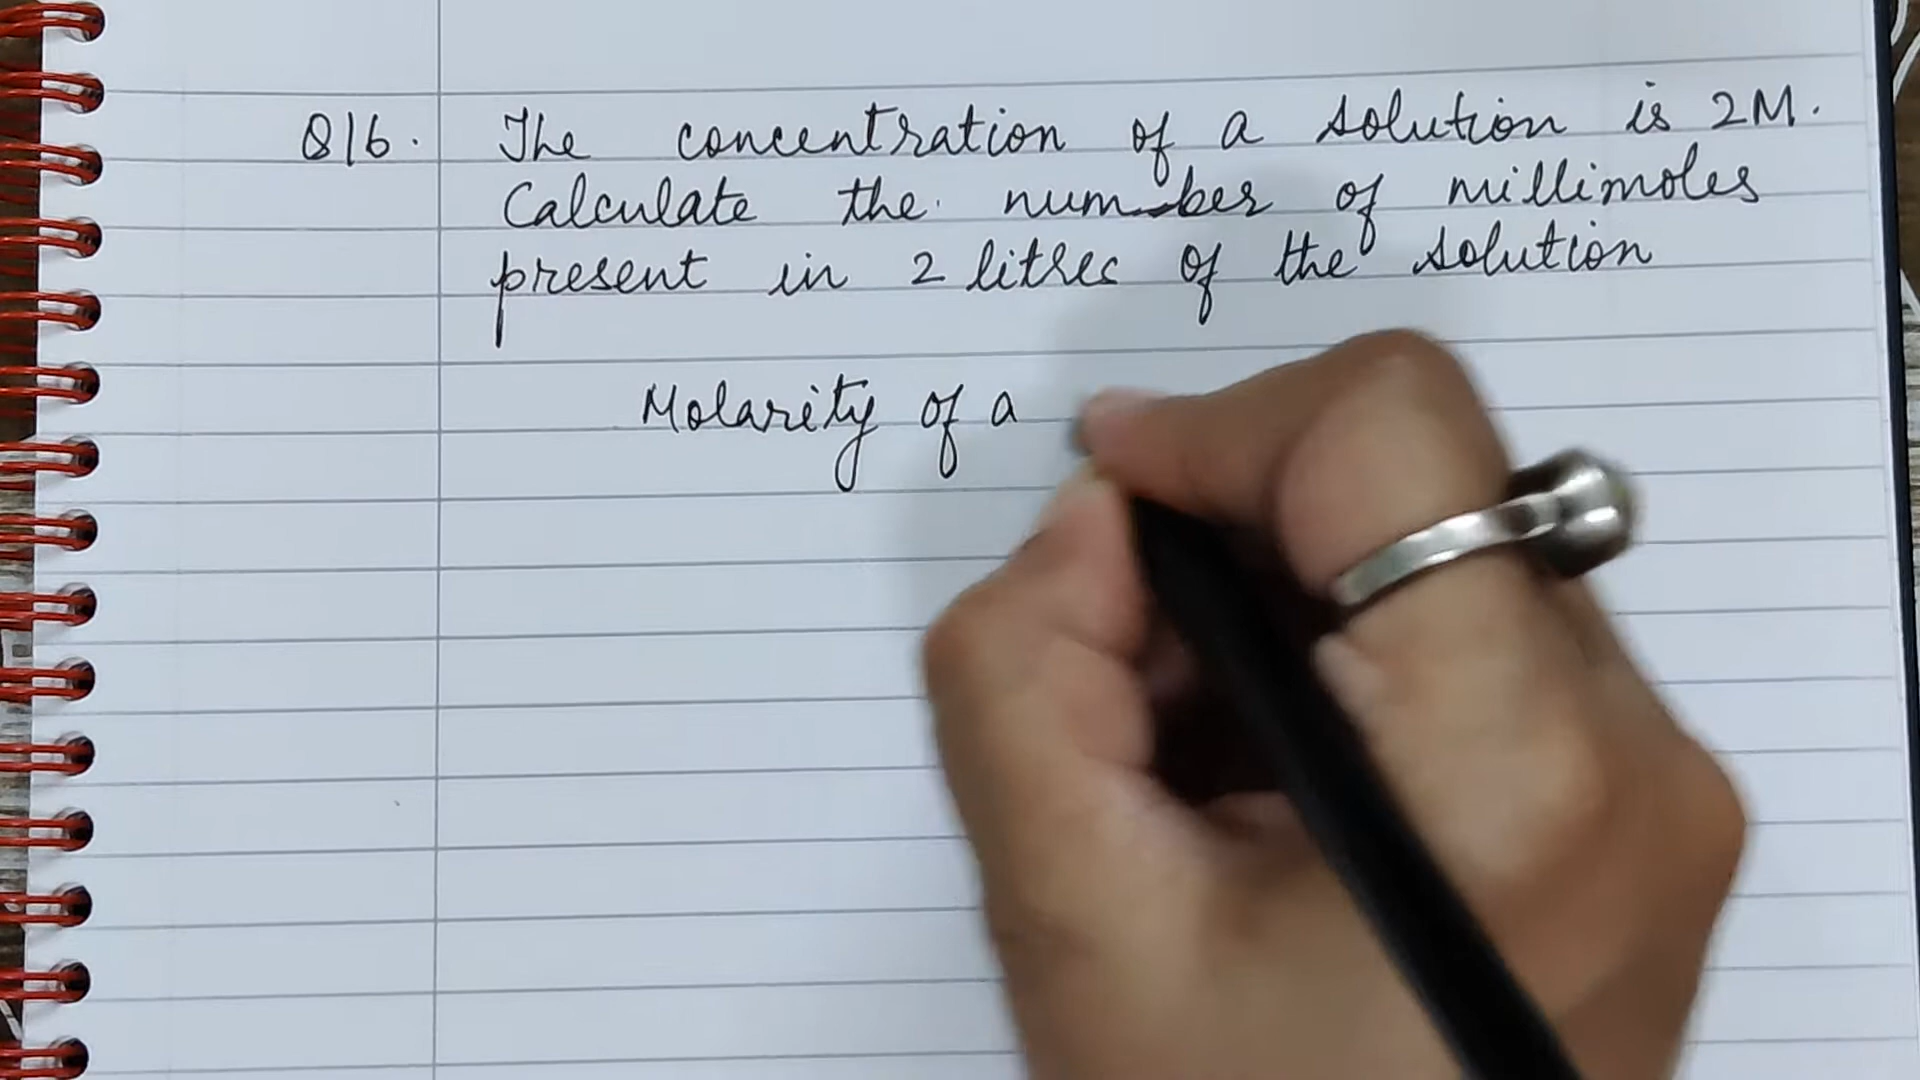 Q16. The concentration of a solution is 2M.
Calculate the number of millimoles
present in 2 litres of the solution
Molarity of a